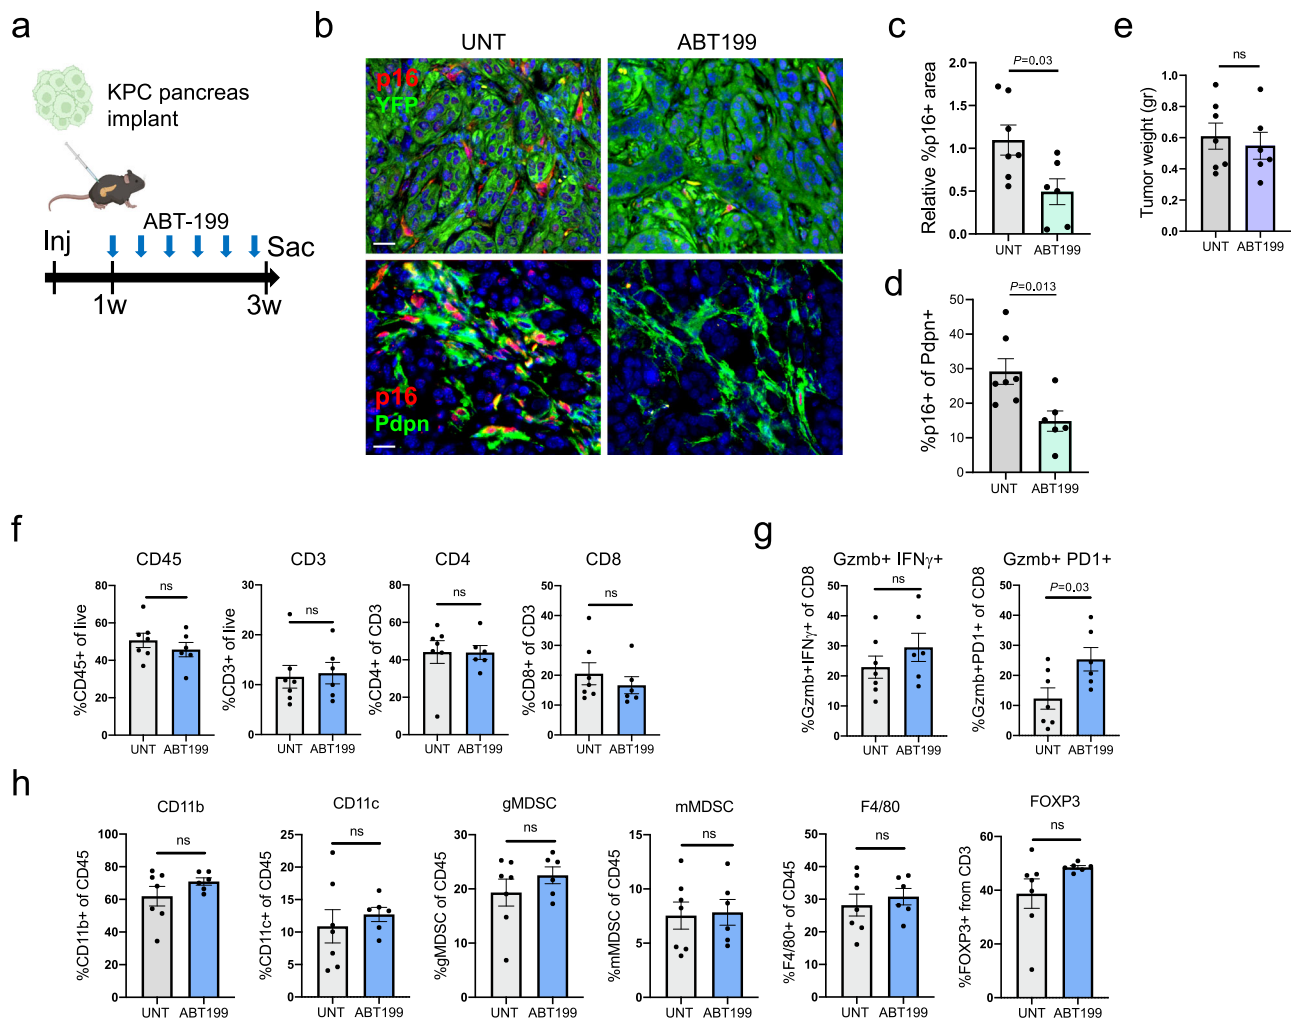 a
KPC pancreas
implant
ABT-199
Inj
Sac
1w
3w
b
UNT
ABT199
p16
YFP
p16
Pdpn
c
P=0.03
Relative %p16+ area
2.0
1.5
1.0
0.5
0.0
UNT
ABT199
d
P=0.013
%p16+ of Pdpn+
50
40
30
20
10
0
UNT
ABT199
e
ns
Tumor weight (gr)
1.0
0.8
0.6
0.4
0.2
0.0
UNT
ABT199
f
CD45
ns
%CD45+ of live
80
60
40
20
0
UNT
ABT199
CD3
ns
%CD3+ of live
30
20
10
0
UNT
ABT199
CD4
ns
%CD4+ of CD3
80
60
40
20
0
UNT
ABT199
CD8
ns
%CD8+ of CD3
60
40
20
0
UNT
ABT199
g
Gzmb+ IFNγ+
ns
%Gzmb+IFNγ+ of CD8
50
40
30
20
10
0
UNT
ABT199
Gzmb+ PD1+
P=0.03
%Gzmb+PD1+ of CD8
50
40
30
20
10
0
UNT
ABT199
h
CD11b
ns
%CD11b+ of CD45
100
80
60
40
20
0
UNT
ABT199
CD11c
ns
%CD11c+ of CD45
25
20
15
10
5
0
UNT
ABT199
gMDSC
ns
%gMDSC of CD45
30
20
10
0
UNT
ABT199
mMDSC
ns
%mMDSC of CD45
15
10
5
0
UNT
ABT199
F4/80
ns
%F4/80+ of CD45
50
40
30
20
10
0
UNT
ABT199
FOXP3
ns
%FOXP3+ from CD3
60
40
20
0
UNT
ABT199